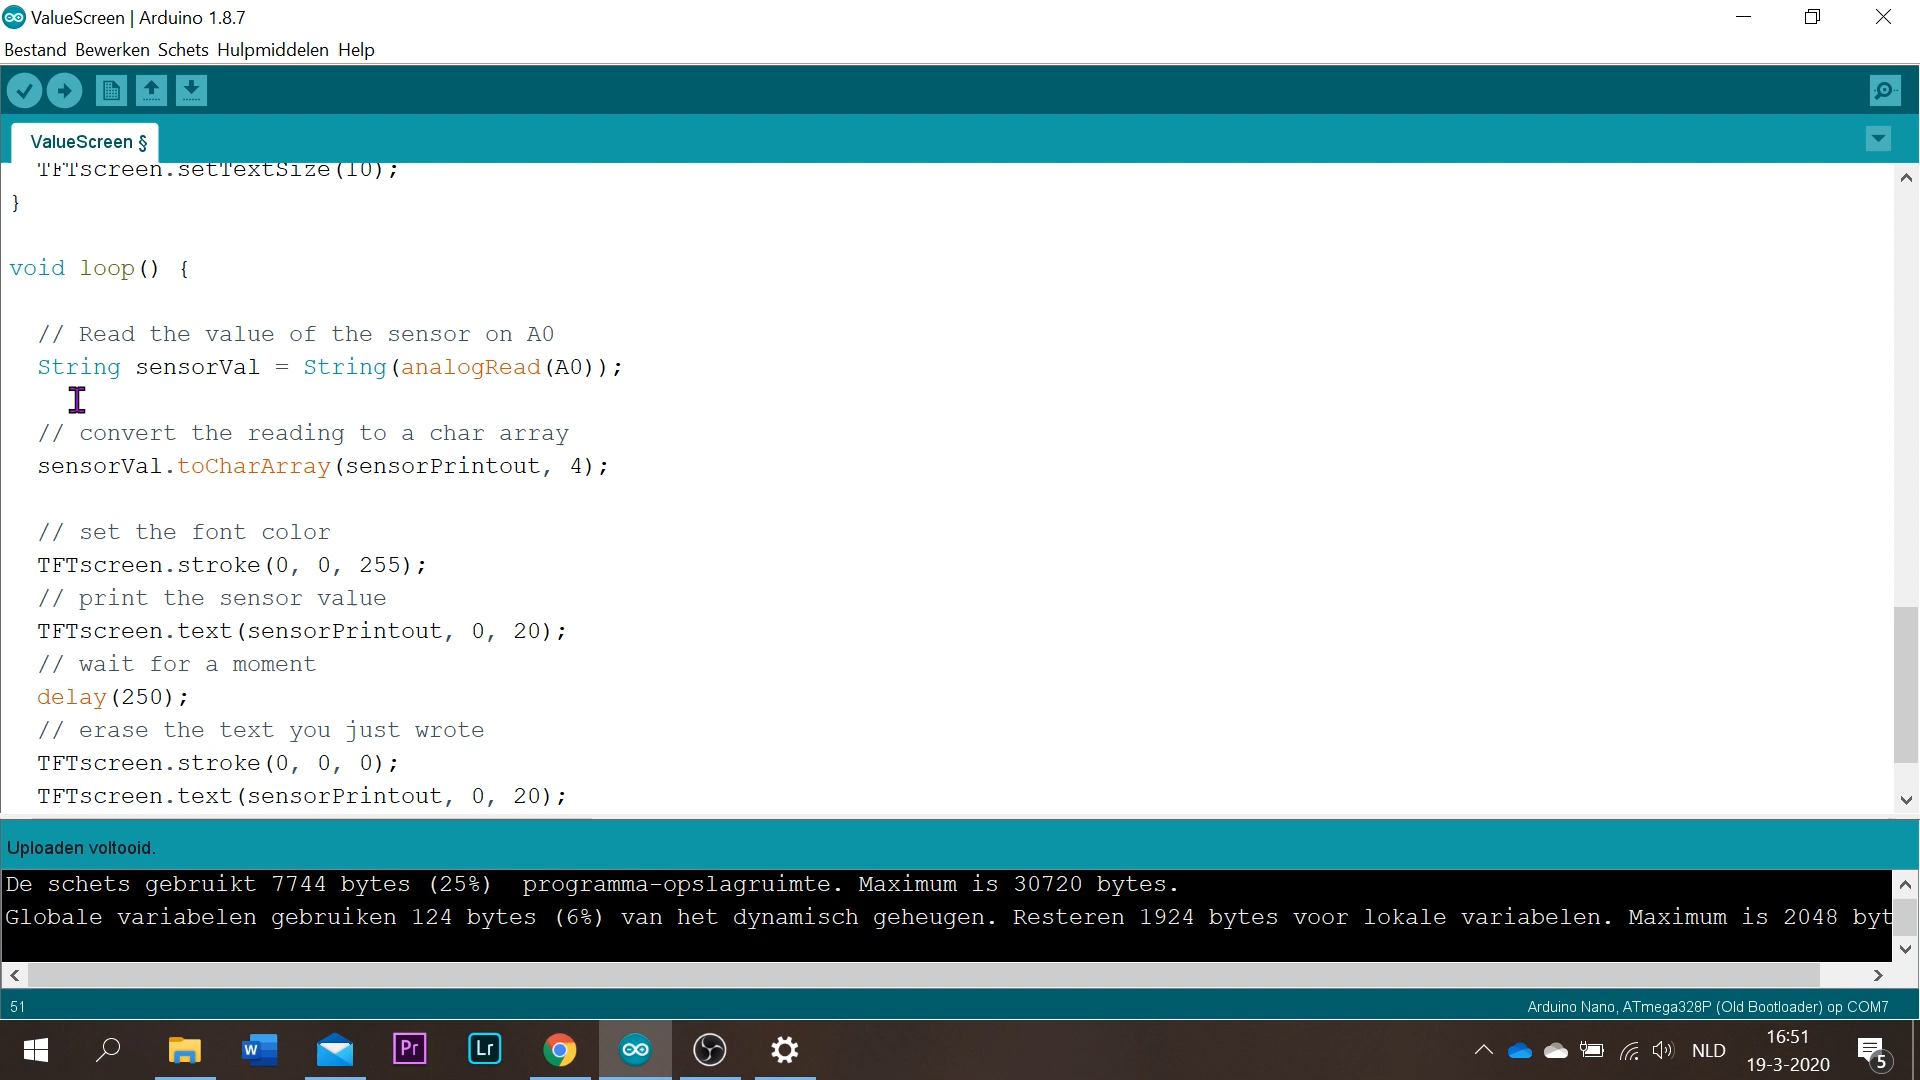 ValueScreen | Arduino 1.8.7
Bestand Bewerken Schets Hulpmiddelen Help
ValueScreen §
TFTscreen.setTextSize(10);
}
void loop() {
// Read the value of the sensor on A0
String sensorVal = String(analogRead(A0));
// convert the reading to a char array
sensorVal.toCharArray(sensorPrintout, 4);
// set the font color
TFTscreen.stroke(0, 0, 255);
// print the sensor value
TFTscreen.text(sensorPrintout, 0, 20);
// wait for a moment
delay(250);
// erase the text you just wrote
TFTscreen.stroke(0, 0, 0);
TFTscreen.text(sensorPrintout, 0, 20);
Uploaden voltooid.
De schets gebruikt 7744 bytes (25%)  programma-opslagruimte. Maximum is 30720 bytes.
Globale variabelen gebruiken 124 bytes (6%) van het dynamisch geheugen. Resteren 1924 bytes voor lokale variabelen. Maximum is 2048 byt
51
Arduino Nano, ATmega328P (Old Bootloader) op COM7
W
Pr
Lr
NLD
16:51
19-3-2020
5